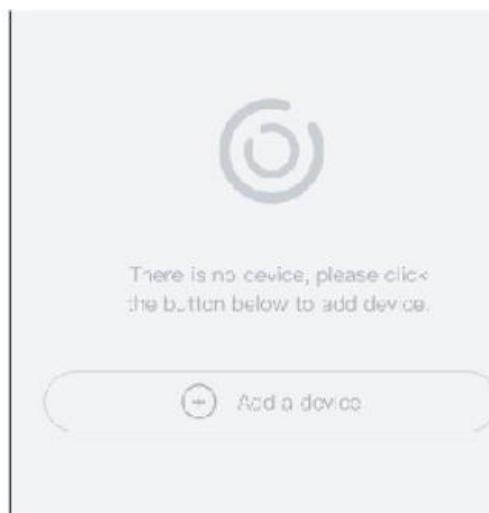 There is no device, please click
the button below to add device.
Add a device